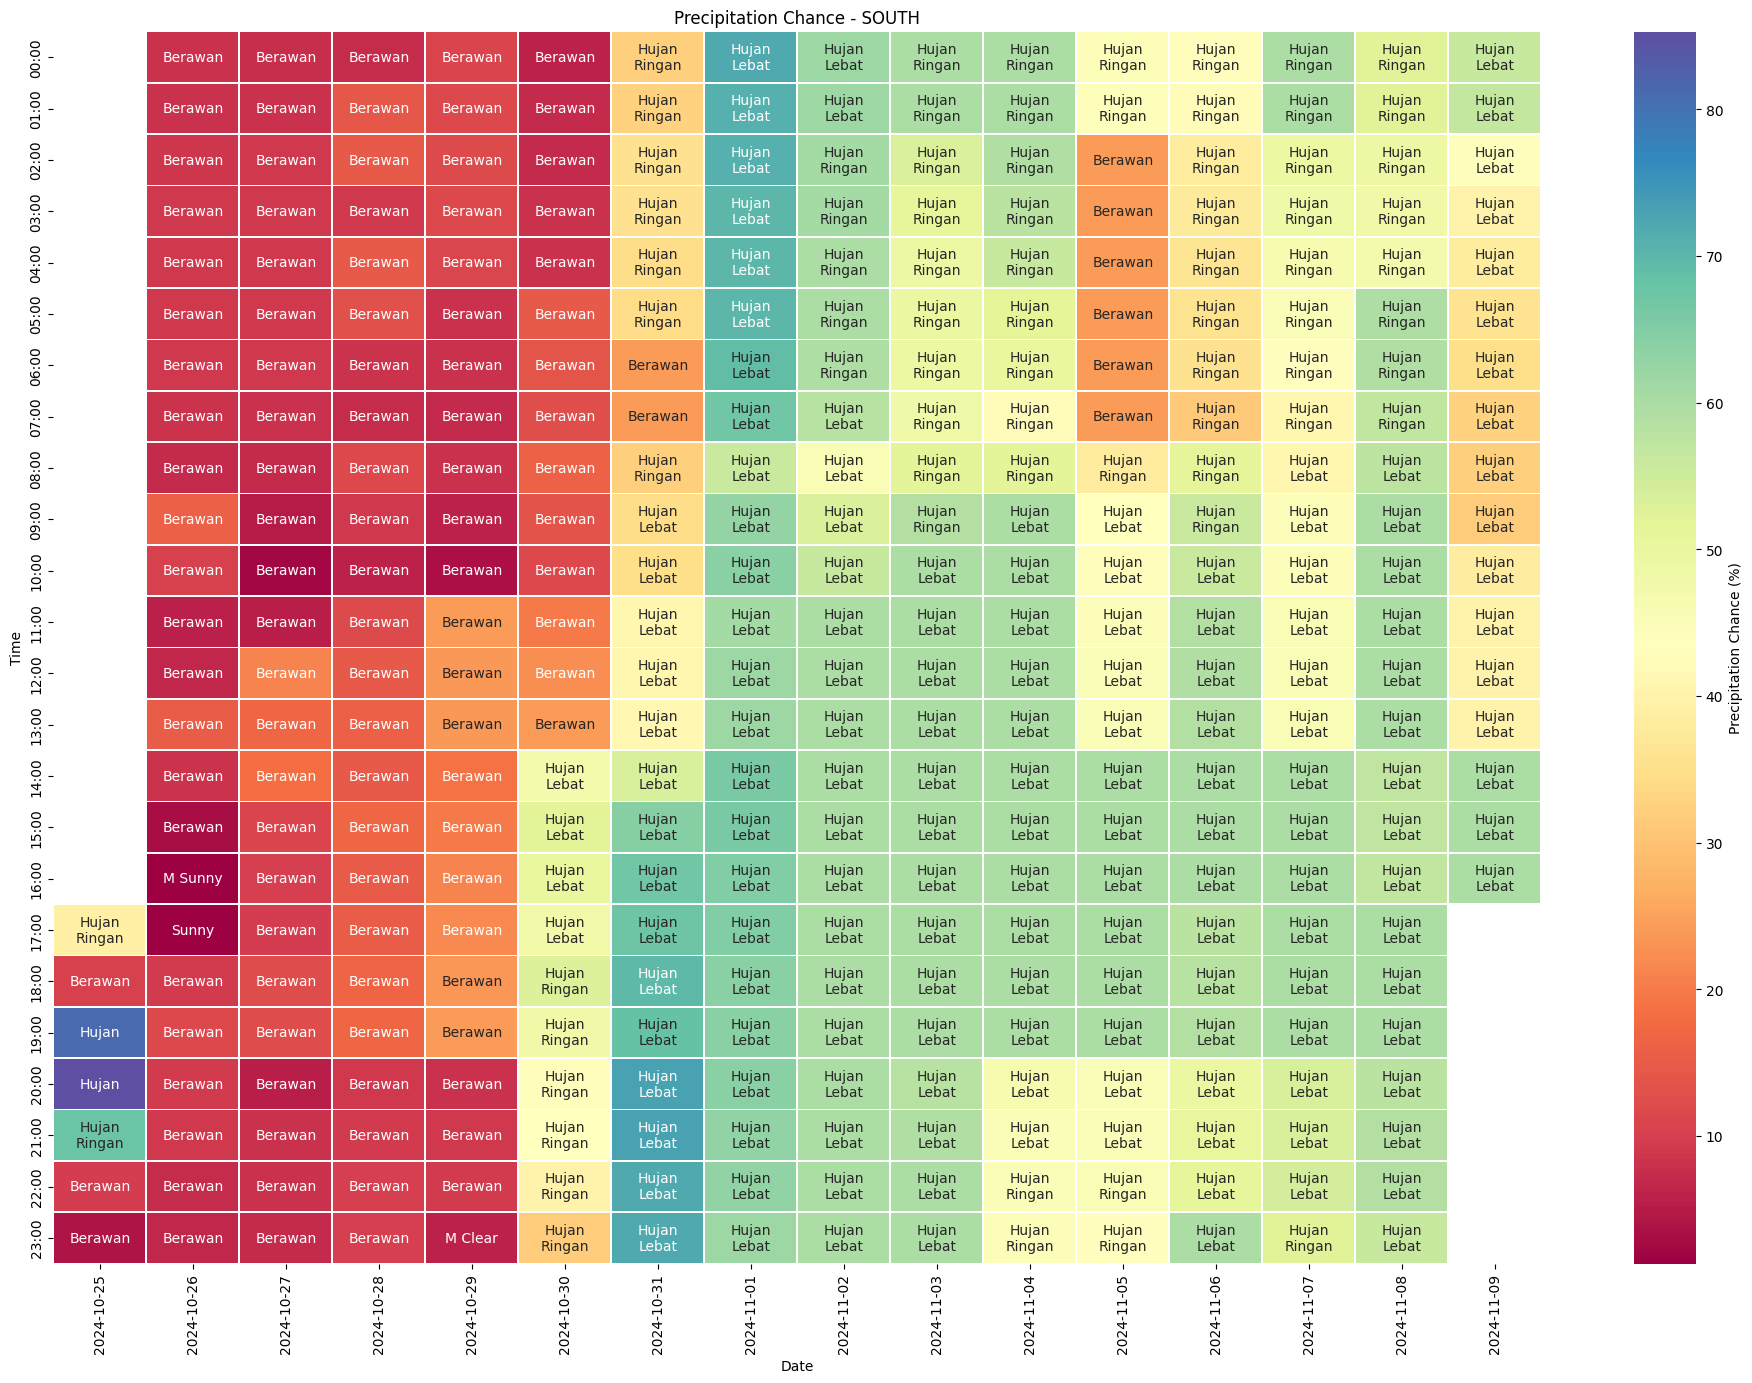 Precipitation Chance - SOUTH
00:00 Berawan Berawan Berawan Berawan Berawan Hujan Ringan Hujan Lebat Hujan Lebat Hujan Ringan Hujan Ringan Hujan Ringan Hujan Ringan Hujan Ringan Hujan Ringan Hujan Lebat
01:00 Berawan Berawan Berawan Berawan Berawan Hujan Ringan Hujan Lebat Hujan Lebat Hujan Ringan Hujan Ringan Hujan Ringan Hujan Ringan Hujan Ringan Hujan Ringan Hujan Lebat
02:00 Berawan Berawan Berawan Berawan Berawan Hujan Ringan Hujan Lebat Hujan Ringan Hujan Ringan Hujan Ringan Berawan Hujan Ringan Hujan Ringan Hujan Ringan Hujan Lebat
03:00 Berawan Berawan Berawan Berawan Berawan Hujan Ringan Hujan Lebat Hujan Ringan Hujan Ringan Hujan Ringan Berawan Hujan Ringan Hujan Ringan Hujan Ringan Hujan Lebat
04:00 Berawan Berawan Berawan Berawan Berawan Hujan Ringan Hujan Lebat Hujan Ringan Hujan Ringan Hujan Ringan Berawan Hujan Ringan Hujan Ringan Hujan Ringan Hujan Lebat
05:00 Berawan Berawan Berawan Berawan Berawan Hujan Ringan Hujan Lebat Hujan Ringan Hujan Ringan Hujan Ringan Berawan Hujan Ringan Hujan Ringan Hujan Ringan Hujan Lebat
06:00 Berawan Berawan Berawan Berawan Berawan Berawan Hujan Lebat Hujan Ringan Hujan Ringan Hujan Ringan Berawan Hujan Ringan Hujan Ringan Hujan Ringan Hujan Lebat
07:00 Berawan Berawan Berawan Berawan Berawan Berawan Hujan Lebat Hujan Lebat Hujan Ringan Hujan Ringan Berawan Hujan Ringan Hujan Ringan Hujan Ringan Hujan Lebat
08:00 Berawan Berawan Berawan Berawan Berawan Hujan Ringan Hujan Lebat Hujan Lebat Hujan Ringan Hujan Ringan Hujan Ringan Hujan Ringan Hujan Lebat Hujan Lebat Hujan Lebat
09:00 Berawan Berawan Berawan Berawan Berawan Hujan Lebat Hujan Lebat Hujan Lebat Hujan Ringan Hujan Lebat Hujan Lebat Hujan Ringan Hujan Lebat Hujan Lebat Hujan Lebat
10:00 Berawan Berawan Berawan Berawan Berawan Hujan Lebat Hujan Lebat Hujan Lebat Hujan Lebat Hujan Lebat Hujan Lebat Hujan Lebat Hujan Lebat Hujan Lebat Hujan Lebat
11:00 Berawan Berawan Berawan Berawan Berawan Hujan Lebat Hujan Lebat Hujan Lebat Hujan Lebat Hujan Lebat Hujan Lebat Hujan Lebat Hujan Lebat Hujan Lebat Hujan Lebat
12:00 Berawan Berawan Berawan Berawan Berawan Hujan Lebat Hujan Lebat Hujan Lebat Hujan Lebat Hujan Lebat Hujan Lebat Hujan Lebat Hujan Lebat Hujan Lebat Hujan Lebat
13:00 Berawan Berawan Berawan Berawan Berawan Hujan Lebat Hujan Lebat Hujan Lebat Hujan Lebat Hujan Lebat Hujan Lebat Hujan Lebat Hujan Lebat Hujan Lebat Hujan Lebat
14:00 Berawan Berawan Berawan Berawan Hujan Lebat Hujan Lebat Hujan Lebat Hujan Lebat Hujan Lebat Hujan Lebat Hujan Lebat Hujan Lebat Hujan Lebat Hujan Lebat Hujan Lebat
15:00 Berawan Berawan Berawan Berawan Hujan Lebat Hujan Lebat Hujan Lebat Hujan Lebat Hujan Lebat Hujan Lebat Hujan Lebat Hujan Lebat Hujan Lebat Hujan Lebat Hujan Lebat
16:00 M Sunny Berawan Berawan Berawan Hujan Lebat Hujan Lebat Hujan Lebat Hujan Lebat Hujan Lebat Hujan Lebat Hujan Lebat Hujan Lebat Hujan Lebat Hujan Lebat Hujan Lebat
17:00 Hujan Ringan Sunny Berawan Berawan Berawan Hujan Lebat Hujan Lebat Hujan Lebat Hujan Lebat Hujan Lebat Hujan Lebat Hujan Lebat Hujan Lebat Hujan Lebat Hujan Lebat
18:00 Berawan Berawan Berawan Berawan Berawan Hujan Ringan Hujan Lebat Hujan Lebat Hujan Lebat Hujan Lebat Hujan Lebat Hujan Lebat Hujan Lebat Hujan Lebat Hujan Lebat
19:00 Hujan Berawan Berawan Berawan Berawan Hujan Ringan Hujan Lebat Hujan Lebat Hujan Lebat Hujan Lebat Hujan Lebat Hujan Lebat Hujan Lebat Hujan Lebat Hujan Lebat
20:00 Hujan Berawan Berawan Berawan Berawan Hujan Ringan Hujan Lebat Hujan Lebat Hujan Lebat Hujan Lebat Hujan Lebat Hujan Lebat Hujan Lebat Hujan Lebat Hujan Lebat
21:00 Hujan Ringan Berawan Berawan Berawan Berawan Hujan Ringan Hujan Lebat Hujan Lebat Hujan Lebat Hujan Lebat Hujan Lebat Hujan Lebat Hujan Lebat Hujan Lebat Hujan Lebat
22:00 Berawan Berawan Berawan Berawan Berawan Hujan Ringan Hujan Lebat Hujan Lebat Hujan Lebat Hujan Lebat Hujan Ringan Hujan Ringan Hujan Lebat Hujan Lebat Hujan Lebat
23:00 Berawan Berawan Berawan Berawan M Clear Hujan Ringan Hujan Lebat Hujan Lebat Hujan Lebat Hujan Lebat Hujan Ringan Hujan Ringan Hujan Lebat Hujan Ringan Hujan Lebat
2024-10-25 2024-10-26 2024-10-27 2024-10-28 2024-10-29 2024-10-30 2024-10-31 2024-11-01 2024-11-02 2024-11-03 2024-11-04 2024-11-05 2024-11-06 2024-11-07 2024-11-08 2024-11-09
Date
Time
80
70
60
50
40
30
20
10
Precipitation Chance (%)